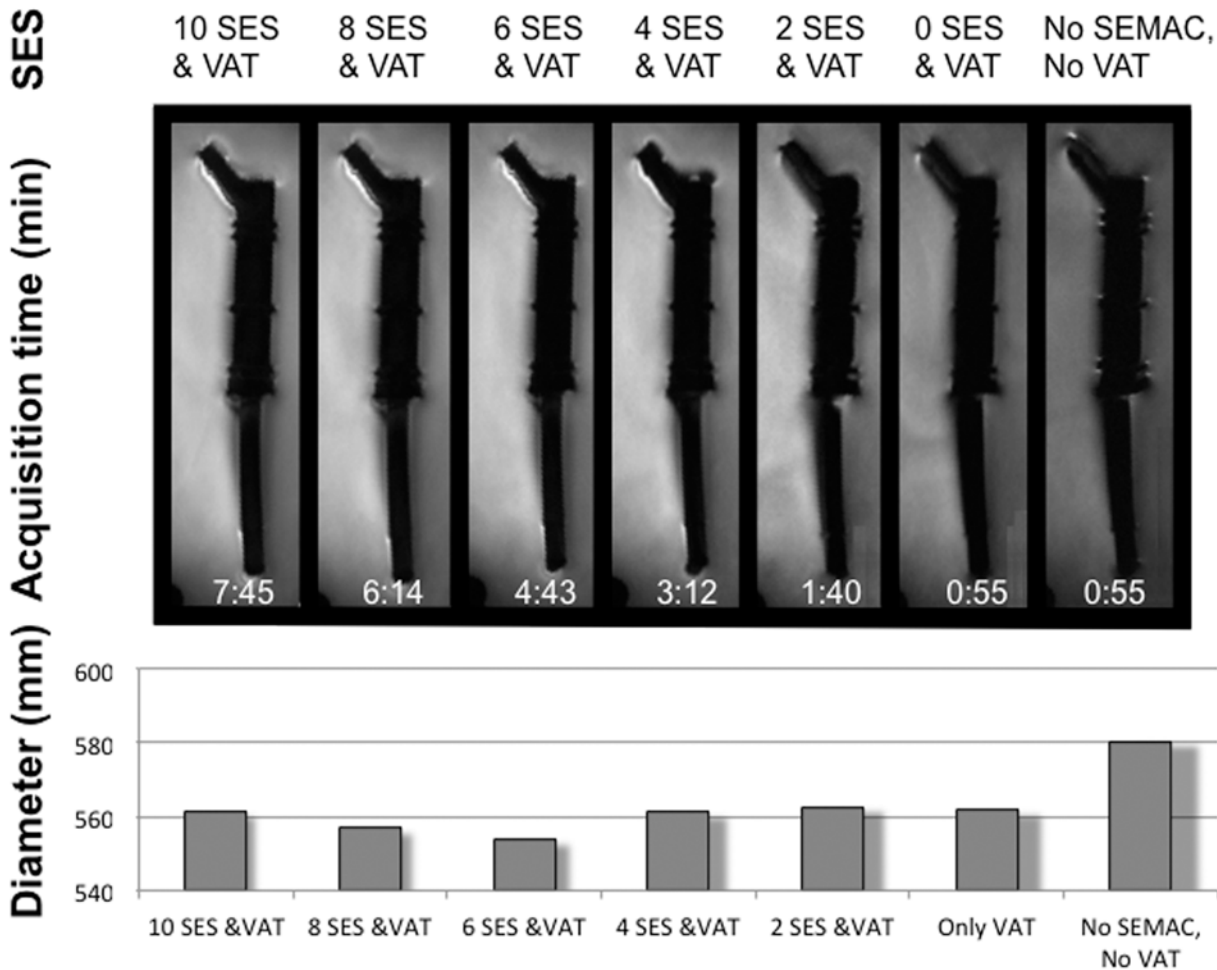 SES
10 SES
& VAT
8 SES
& VAT
6 SES
& VAT
4 SES
& VAT
2 SES
& VAT
0 SES
& VAT
No SEMAC,
No VAT
Acquisition time (min)
7:45
6:14
4:43
3:12
1:40
0:55
0:55
Diameter (mm)
600
580
560
540
10 SES &VAT
8 SES &VAT
6 SES &VAT
4 SES &VAT
2 SES &VAT
Only VAT
No SEMAC,
No VAT